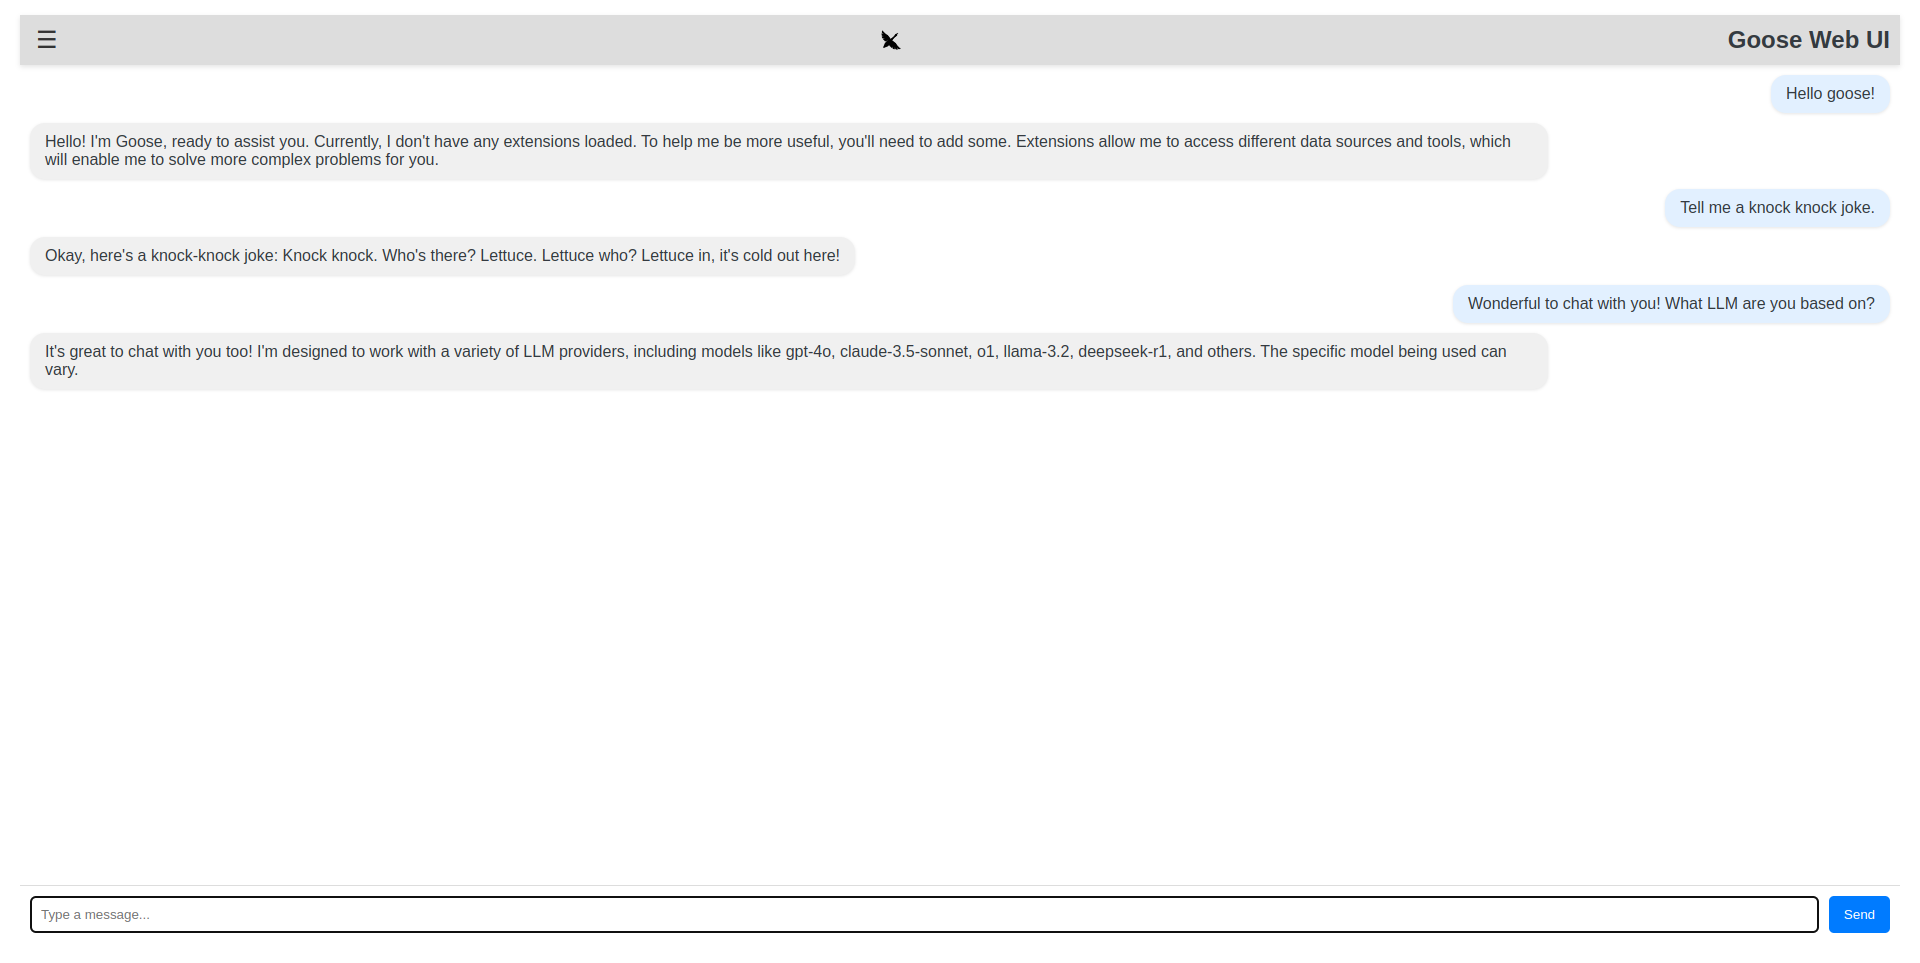 ☰
Goose Web UI
Hello goose!
Hello! I'm Goose, ready to assist you. Currently, I don't have any extensions loaded. To help me be more useful, you'll need to add some. Extensions allow me to access different data sources and tools, which
will enable me to solve more complex problems for you.
Tell me a knock knock joke.
Okay, here's a knock-knock joke: Knock knock. Who's there? Lettuce. Lettuce who? Lettuce in, it's cold out here!
Wonderful to chat with you! What LLM are you based on?
It's great to chat with you too! I'm designed to work with a variety of LLM providers, including models like gpt-4o, claude-3.5-sonnet, o1, llama-3.2, deepseek-r1, and others. The specific model being used can
vary.
Type a message...
Send